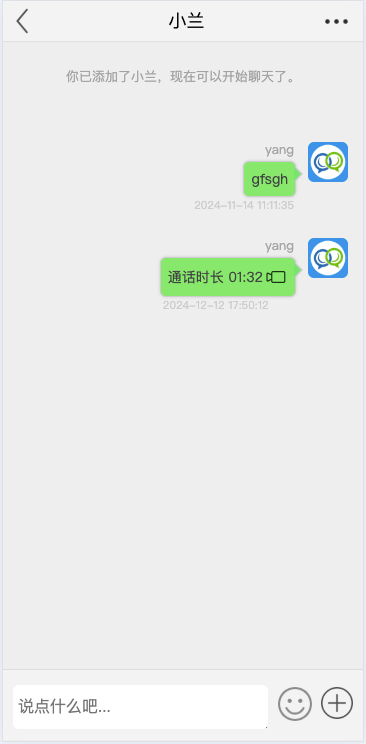 小兰
你已添加了小兰，现在可以开始聊天了。
yang
gfsgh
2024-11-14 11:11:35
yang
通话时长 01:32
2024-12-12 17:50:12
说点什么吧...